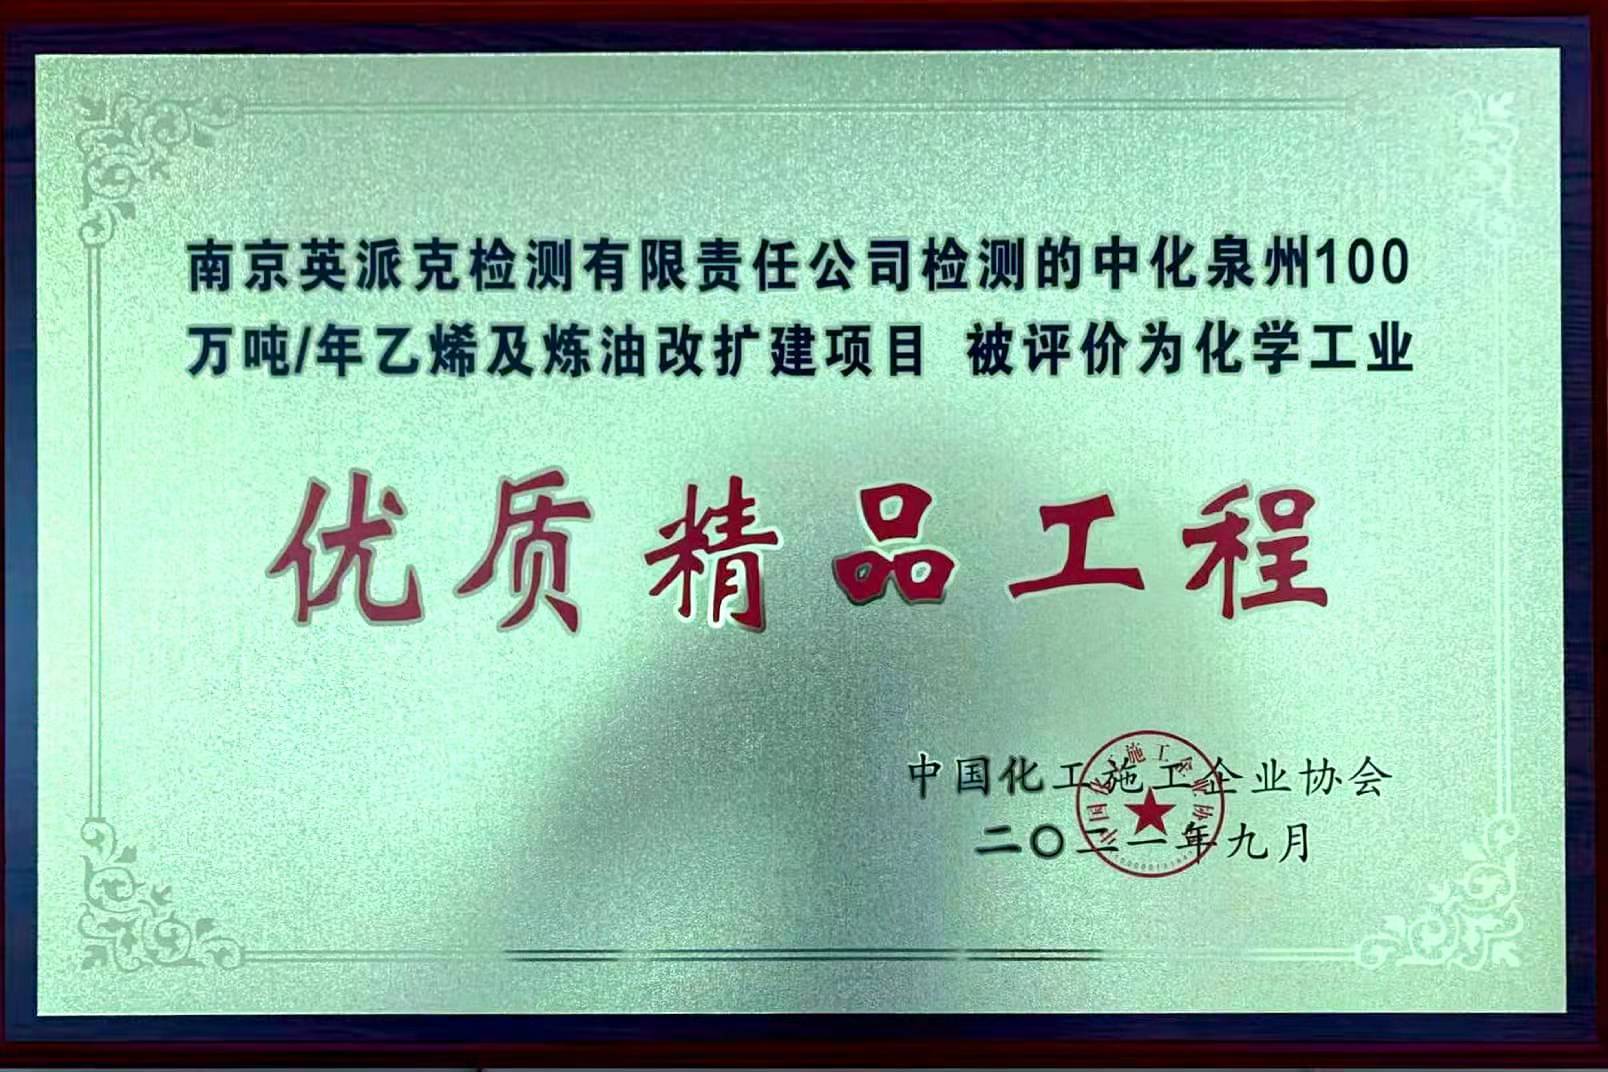 南京英派克检测有限责任公司检测的中化泉州100
万吨/年乙烯及炼油改扩建项目 被评价为化学工业
优质精品工程
中国化工施工企业协会
二〇二一年九月